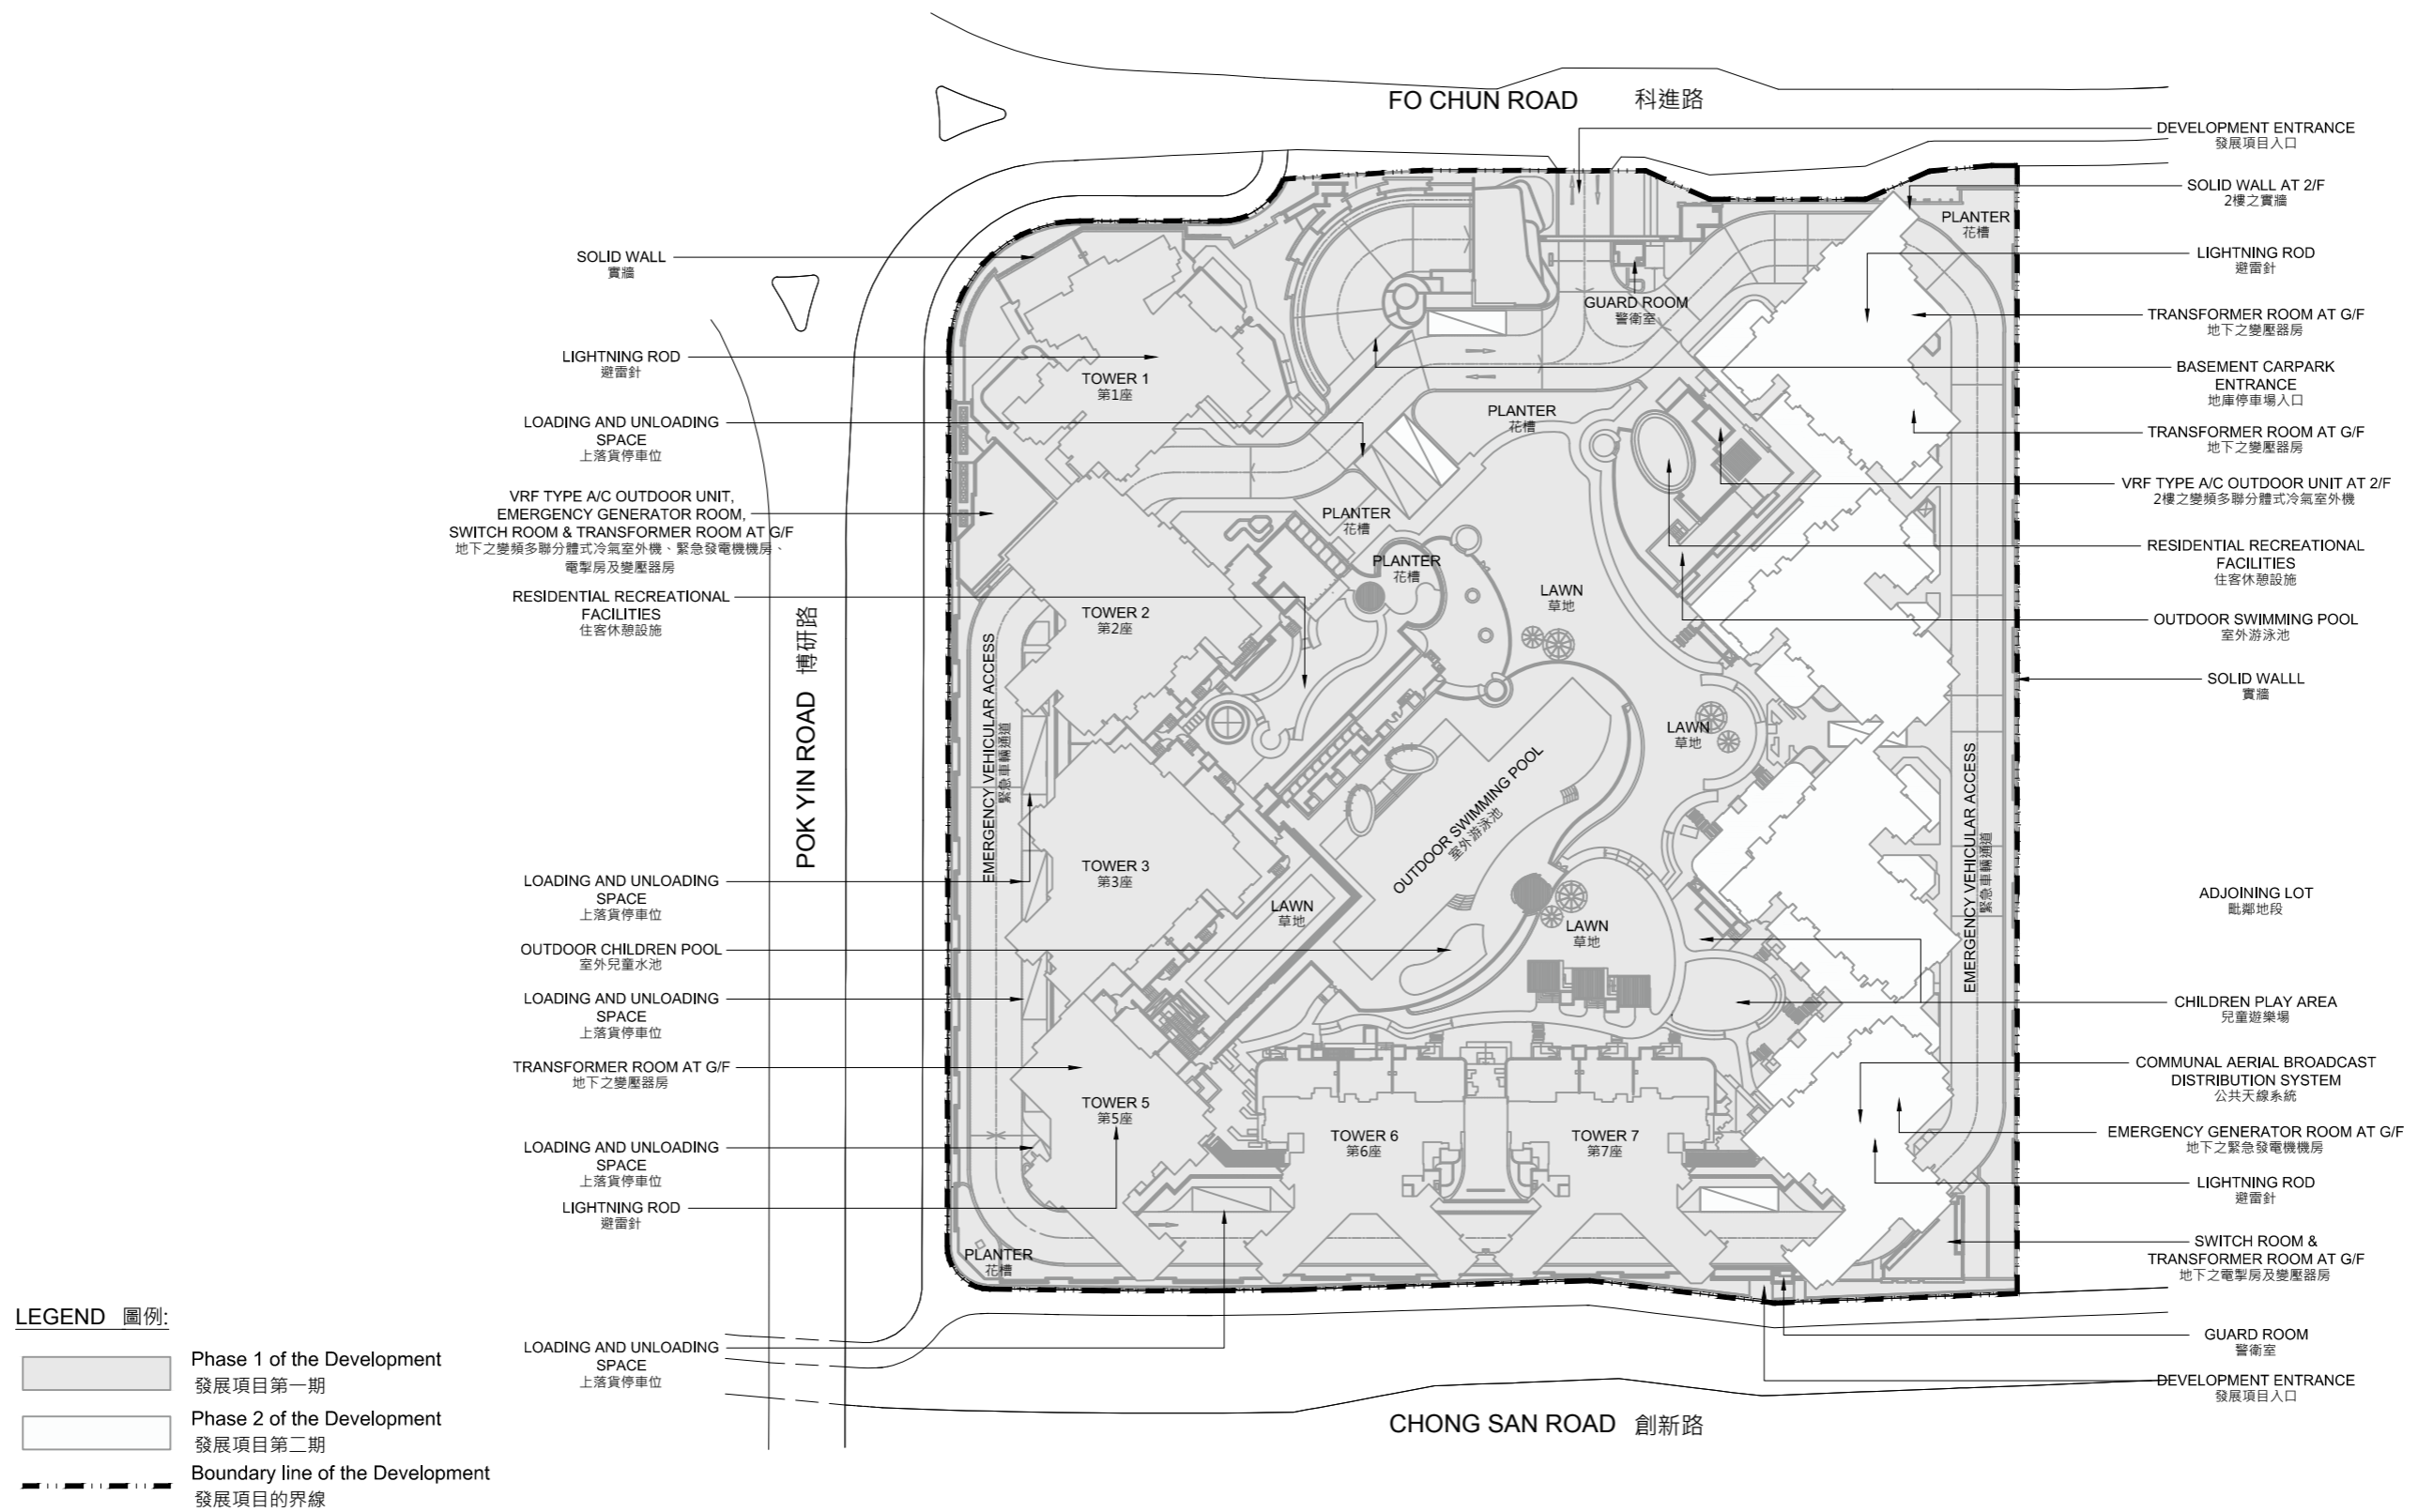 FO CHUN ROAD 科進路
DEVELOPMENT ENTRANCE
發展項目入口
SOLID WALL AT 2/F
2樓之實牆
PLANTER
花槽
LIGHTNING ROD
避雷針
TRANSFORMER ROOM AT G/F
地下之變壓器房
BASEMENT CARPARK
ENTRANCE
地庫停車場入口
TRANSFORMER ROOM AT G/F
地下之變壓器房
VRF TYPE A/C OUTDOOR UNIT AT 2/F
2樓之變頻多聯分體式冷氣室外機
RESIDENTIAL RECREATIONAL
FACILITIES
住客休憩設施
OUTDOOR SWIMMING POOL
室外游泳池
SOLID WALLL
實牆
ADJOINING LOT
毗鄰地段
CHILDREN PLAY AREA
兒童遊樂場
COMMUNAL AERIAL BROADCAST
DISTRIBUTION SYSTEM
公共天線系統
EMERGENCY GENERATOR ROOM AT G/F
地下之緊急發電機機房
LIGHTNING ROD
避雷針
SWITCH ROOM &
TRANSFORMER ROOM AT G/F
地下之電掣房及變壓器房
GUARD ROOM
警衛室
DEVELOPMENT ENTRANCE
發展項目入口
SOLID WALL
實牆
LIGHTNING ROD
避雷針
LOADING AND UNLOADING
SPACE
上落貨停車位
VRF TYPE A/C OUTDOOR UNIT,
EMERGENCY GENERATOR ROOM,
SWITCH ROOM & TRANSFORMER ROOM AT G/F
地下之變頻多聯分體式冷氣室外機、緊急發電機機房、
電掣房及變壓器房
RESIDENTIAL RECREATIONAL
FACILITIES
住客休憩設施
LOADING AND UNLOADING
SPACE
上落貨停車位
OUTDOOR CHILDREN POOL
室外兒童水池
LOADING AND UNLOADING
SPACE
上落貨停車位
TRANSFORMER ROOM AT G/F
地下之變壓器房
LOADING AND UNLOADING
SPACE
上落貨停車位
LIGHTNING ROD
避雷針
LOADING AND UNLOADING
SPACE
上落貨停車位
POK YIN ROAD 博研路
EMERGENCY VEHICULAR ACCESS
緊急車輛通道
TOWER 1
第1座
TOWER 2
第2座
TOWER 3
第3座
TOWER 5
第5座
TOWER 6
第6座
TOWER 7
第7座
GUARD ROOM
警衛室
PLANTER
花槽
PLANTER
花槽
PLANTER
花槽
LAWN
草地
LAWN
草地
OUTDOOR SWIMMING POOL
室外游泳池
LAWN
草地
LAWN
草地
EMERGENCY VEHICULAR ACCESS
緊急車輛通道
PLANTER
花槽
CHONG SAN ROAD 創新路
LEGEND 圖例:
Phase 1 of the Development
發展項目第一期
Phase 2 of the Development
發展項目第二期
Boundary line of the Development
發展項目的界線